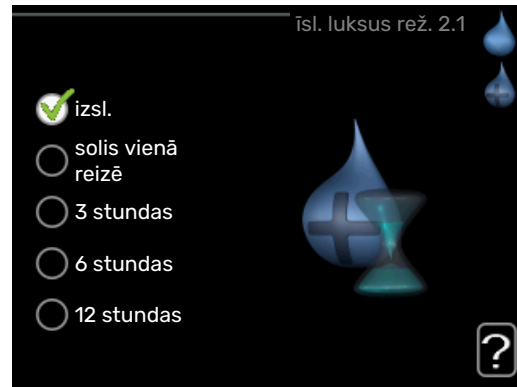 īsl. luksus rež. 2.1
izsl.
solis vienā
reizē
3 stundas
6 stundas
12 stundas
?